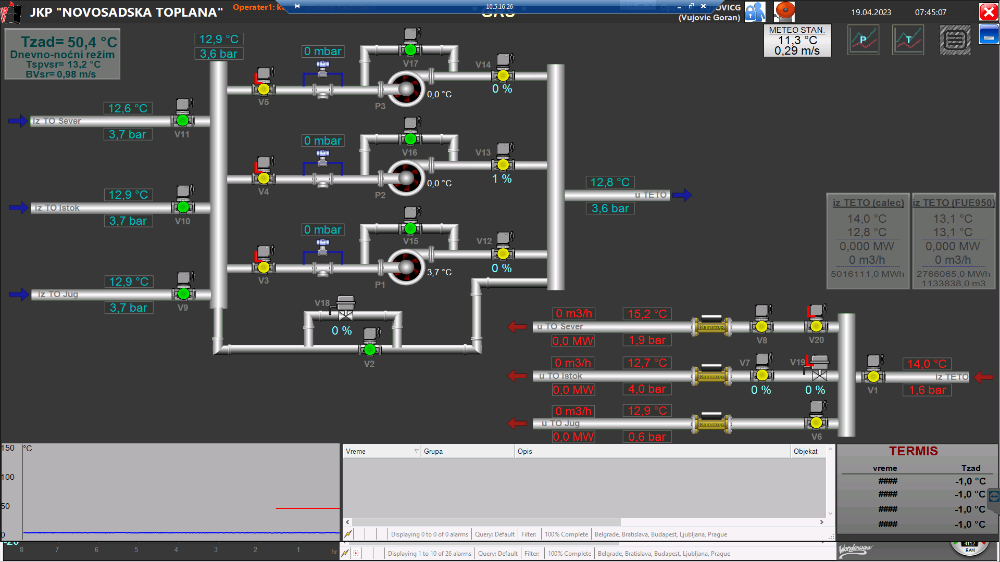 JKP "NOVOSADSKA TOPLANA"
Operater1:
10.5.16.26
GRS
(Vujovic Goran)
19.04.2023
07:45:07
Tzad= 50,4 °C
Dnevno-noćni režim
Tspvsr= 13,2 °C
BVsr= 0,98 m/s
METEO STAN.
11,3 °C
0,29 m/s
P
T
12,9 °C
3,6 bar
0 mbar
V17
V14
0 %
V5
P3
0,0 °C
12,6 °C
iz TO Sever
3,7 bar
V11
0 mbar
V16
V13
1 %
V4
P2
0,0 °C
12,9 °C
iz TO Istok
3,7 bar
V10
12,8 °C
u TETO
3,6 bar
0 mbar
V15
V12
0 %
V3
P1
3,7 °C
12,9 °C
iz TO Jug
3,7 bar
V9
V18
0 %
V2
iz TETO (calec)
14,0 °C
12,8 °C
0,000 MW
0 m3/h
5016111,0 MWh
iz TETO (FUE950)
13,1 °C
13,1 °C
0,000 MW
0 m3/h
2766065,0 MWh
1133838,0 m3
0 m3/h
15,2 °C
u TO Sever
Kamstrup
0,0 MW
1,9 bar
V8
V20
0 m3/h
12,7 °C
u TO Istok
Kamstrup
V7
V19
0,0 MW
4,0 bar
0 %
0 %
V1
14,0 °C
iz TETO
1,6 bar
0 m3/h
12,9 °C
u TO Jug
Kamstrup
0,0 MW
0,6 bar
V6
150
°C
100
50
0
-20
8
7
6
5
4
3
2
1
hr
Vreme
Grupa
Opis
Objekat
Displaying 0 to 0 of 0 alarms
Query: Default
Filter:
100% Complete
Belgrade, Bratislava, Budapest, Ljubljana, Prague
Displaying 1 to 10 of 26 alarms
Query: Default
Filter:
100% Complete
Belgrade, Bratislava, Budapest, Ljubljana, Prague
TERMIS
vreme
Tzad
####
-1,0 °C
####
-1,0 °C
####
-1,0 °C
####
-1,0 °C
Wonderware
4112
RAM